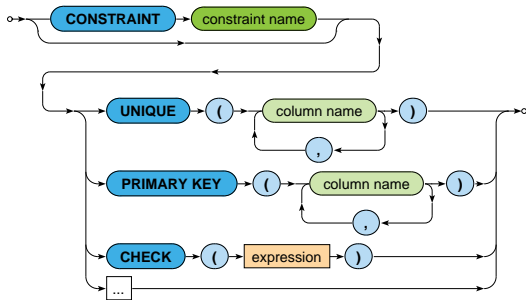 CONSTRAINT constraint name
UNIQUE ( column name )
,
PRIMARY KEY ( column name )
,
CHECK ( expression )
...